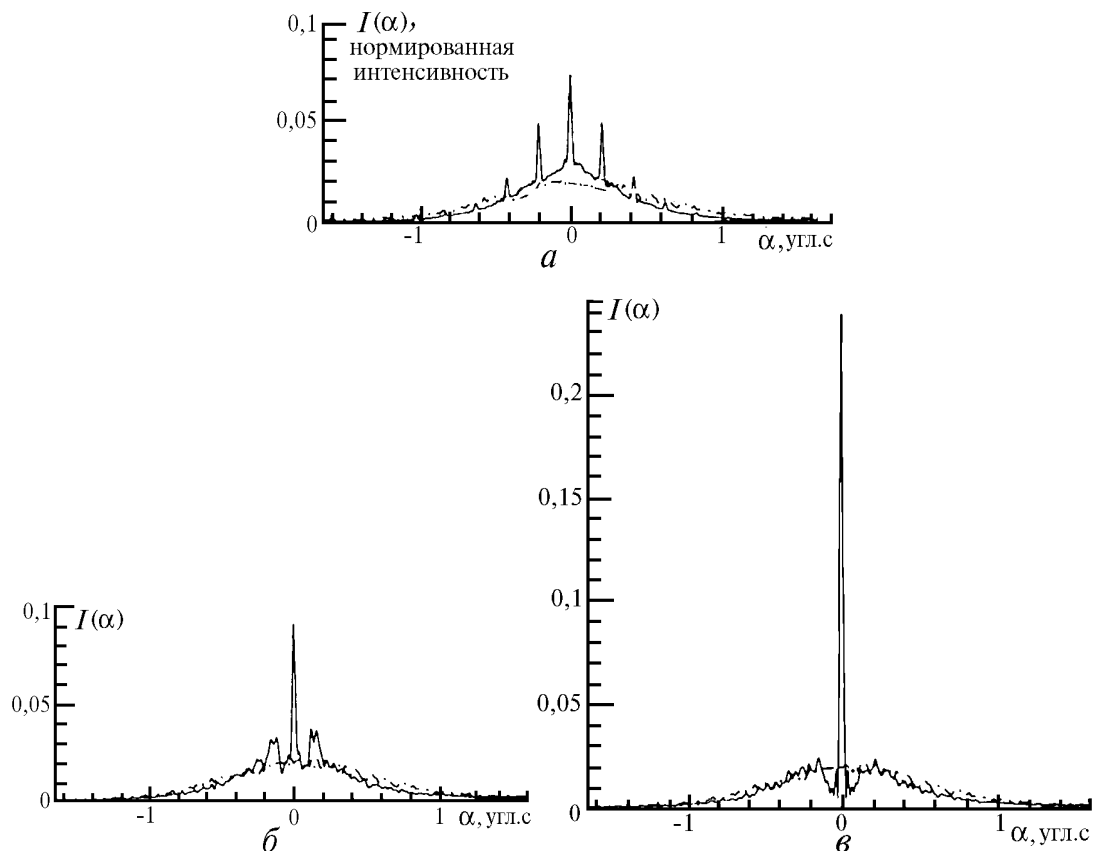 0,1 I(α),
нормированная
интенсивность
0,05
0
-1 0 1 α, угл.с
а
I(α)
0,2
0,15
0,1
0,05
0
-1 0 1 α, угл.с
в
0,1 I(α)
0,05
0
-1 0 1 α, угл.с
б